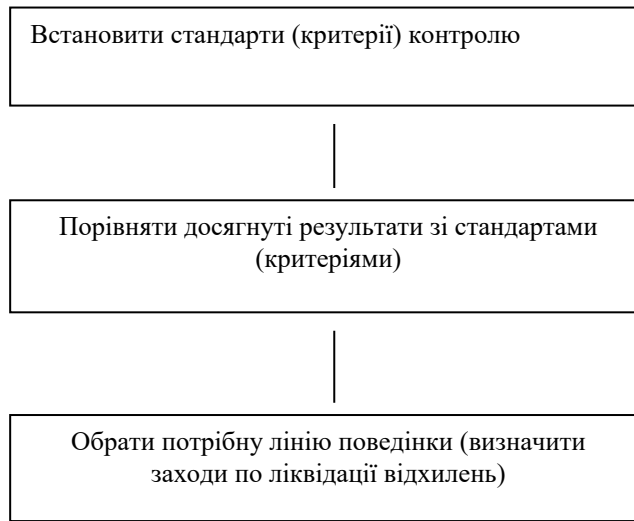 Встановити стандарти (критерії) контролю
Порівняти досягнуті результати зі стандартами
(критеріями)
Обрати потрібну лінію поведінки (визначити
заходи по ліквідації відхилень)